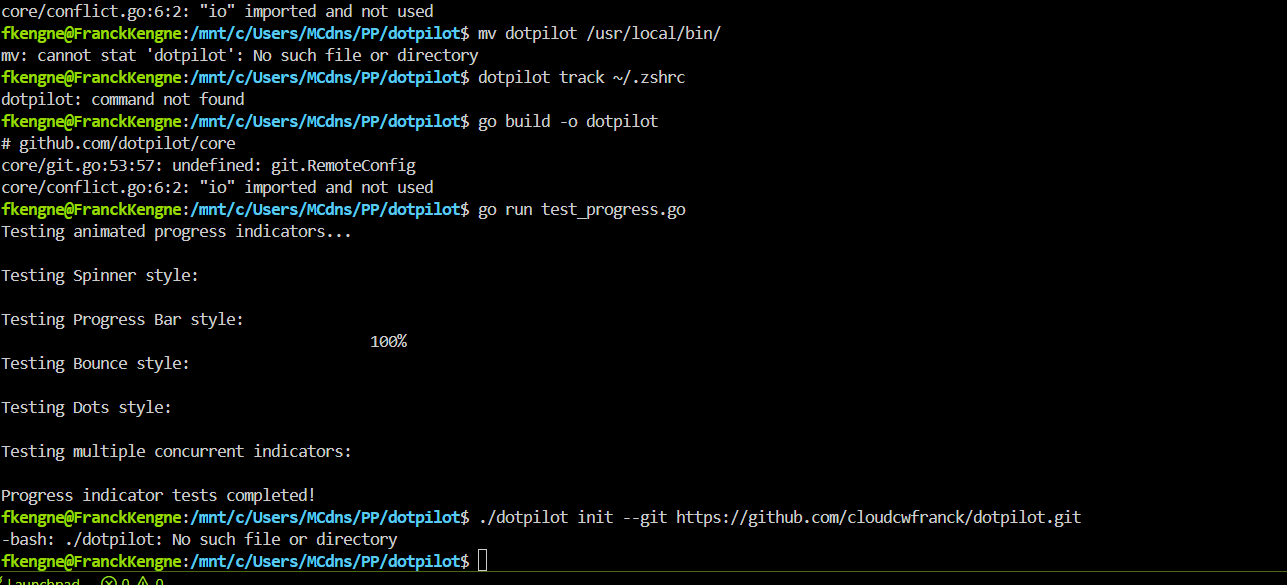 core/conflict.go:6:2: "io" imported and not used
fkengne@FranckKengne:/mnt/c/Users/MCdns/PP/dotpilot$ mv dotpilot /usr/local/bin/
mv: cannot stat 'dotpilot': No such file or directory
fkengne@FranckKengne:/mnt/c/Users/MCdns/PP/dotpilot$ dotpilot track ~/.zshrc
dotpilot: command not found
fkengne@FranckKengne:/mnt/c/Users/MCdns/PP/dotpilot$ go build -o dotpilot
# github.com/dotpilot/core
core/git.go:53:57: undefined: git.RemoteConfig
core/conflict.go:6:2: "io" imported and not used
fkengne@FranckKengne:/mnt/c/Users/MCdns/PP/dotpilot$ go run test_progress.go
Testing animated progress indicators...
Testing Spinner style:
Testing Progress Bar style:
100%
Testing Bounce style:
Testing Dots style:
Testing multiple concurrent indicators:
Progress indicator tests completed!
fkengne@FranckKengne:/mnt/c/Users/MCdns/PP/dotpilot$ ./dotpilot init --git https://github.com/cloudcwfranck/dotpilot.git
-bash: ./dotpilot: No such file or directory
fkengne@FranckKengne:/mnt/c/Users/MCdns/PP/dotpilot$
Launchpad 0 0